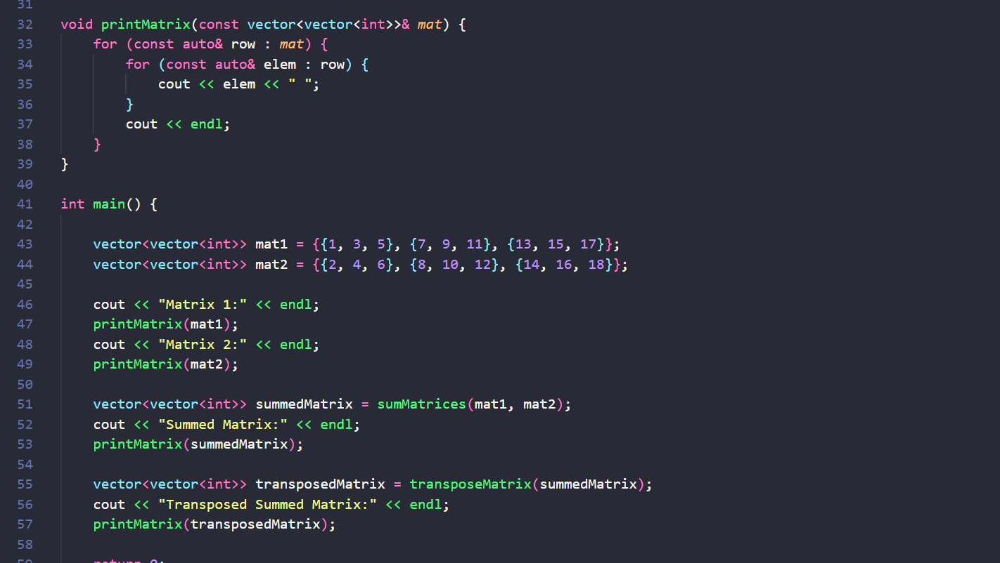 31
32 void printMatrix(const vector<vector<int>>& mat) {
33     for (const auto& row : mat) {
34         for (const auto& elem : row) {
35             cout << elem << " ";
36         }
37         cout << endl;
38     }
39 }
40
41 int main() {
42
43     vector<vector<int>> mat1 = {{1, 3, 5}, {7, 9, 11}, {13, 15, 17}};
44     vector<vector<int>> mat2 = {{2, 4, 6}, {8, 10, 12}, {14, 16, 18}};
45
46     cout << "Matrix 1:" << endl;
47     printMatrix(mat1);
48     cout << "Matrix 2:" << endl;
49     printMatrix(mat2);
50
51     vector<vector<int>> summedMatrix = sumMatrices(mat1, mat2);
52     cout << "Summed Matrix:" << endl;
53     printMatrix(summedMatrix);
54
55     vector<vector<int>> transposedMatrix = transposeMatrix(summedMatrix);
56     cout << "Transposed Summed Matrix:" << endl;
57     printMatrix(transposedMatrix);
58
59     return 0;